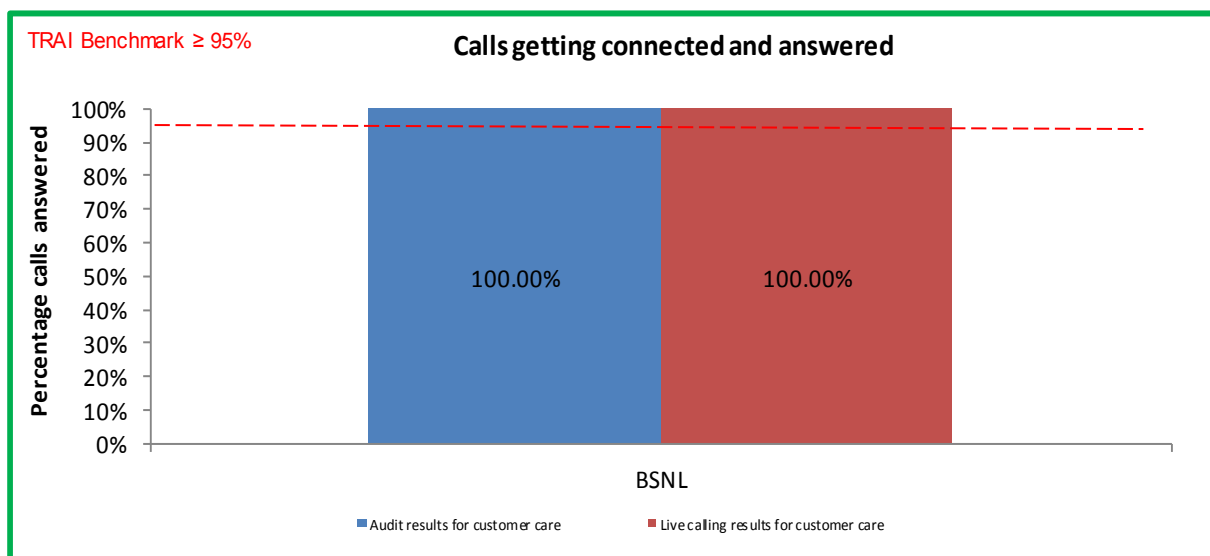 TRAI Benchmark ≥ 95%
Calls getting connected and answered
Percentage calls answered
100%
90%
80%
70%
60%
50%
40%
30%
20%
10%
0%
100.00%
100.00%
BSNL
Audit results for customer care
Live calling results for customer care